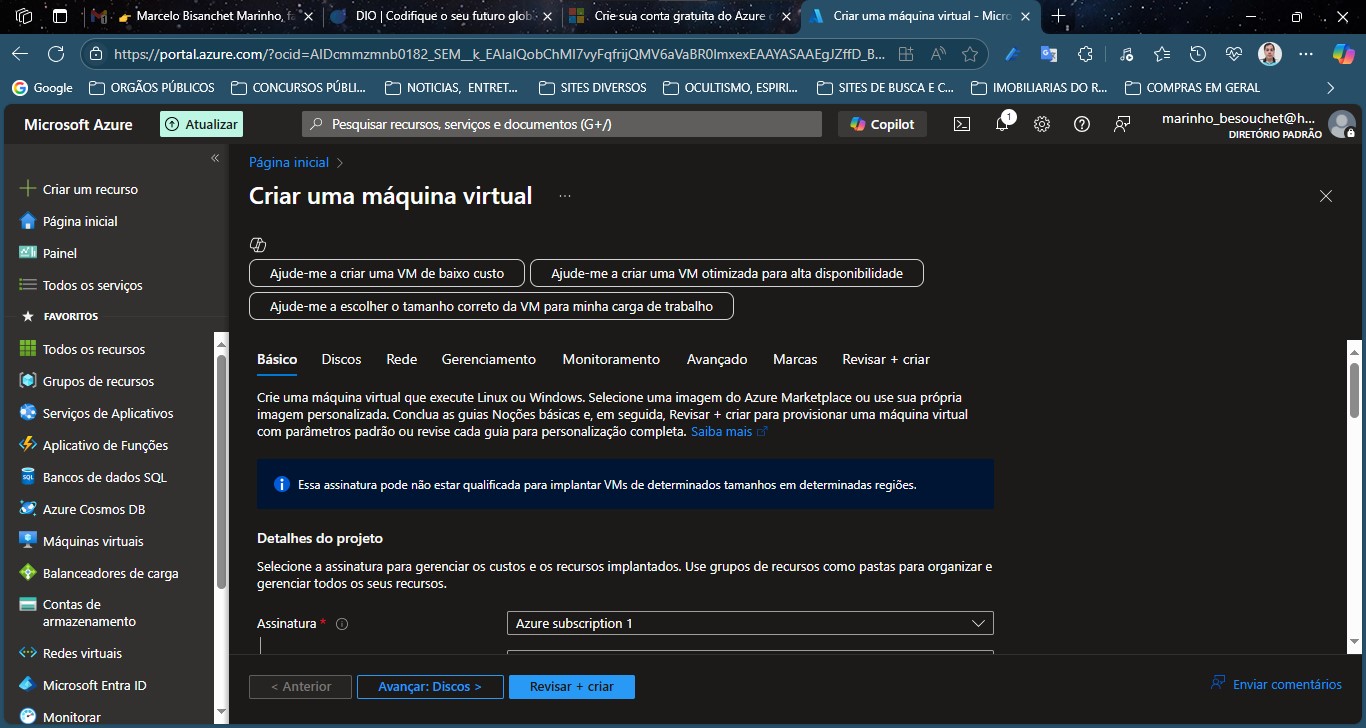 👉 Marcelo Bisanchet Marinho, fa
DIO | Codifique o seu futuro glob
Crie sua conta gratuita do Azure o
Criar uma máquina virtual - Micro
https://portal.azure.com/?ocid=AIDcmmzmnb0182_SEM__k_EAIaIQobChMI7vyFqfrijQMV6aVaBR0ImxexEAAYASAAEgJZffD_B...
Google
ORGÃOS PÚBLICOS
CONCURSOS PÚBLI...
NOTICIAS, ENTRET...
SITES DIVERSOS
OCULTISMO, ESPIRI...
SITES DE BUSCA E C...
IMOBILIARIAS DO R...
COMPRAS EM GERAL
Microsoft Azure
Atualizar
Pesquisar recursos, serviços e documentos (G+/)
Copilot
1
marinho_besouchet@h...
DIRETÓRIO PADRÃO
Criar um recurso
Página inicial
Painel
Todos os serviços
FAVORITOS
Todos os recursos
Grupos de recursos
Serviços de Aplicativos
Aplicativo de Funções
Bancos de dados SQL
Azure Cosmos DB
Máquinas virtuais
Balanceadores de carga
Contas de
armazenamento
Redes virtuais
Microsoft Entra ID
Monitorar
Página inicial >
Criar uma máquina virtual ...
Ajude-me a criar uma VM de baixo custo
Ajude-me a criar uma VM otimizada para alta disponibilidade
Ajude-me a escolher o tamanho correto da VM para minha carga de trabalho
Básico
Discos
Rede
Gerenciamento
Monitoramento
Avançado
Marcas
Revisar + criar
Crie uma máquina virtual que execute Linux ou Windows. Selecione uma imagem do Azure Marketplace ou use sua própria
imagem personalizada. Conclua as guias Noções básicas e, em seguida, Revisar + criar para provisionar uma máquina virtual
com parâmetros padrão ou revise cada guia para personalização completa. Saiba mais
Essa assinatura pode não estar qualificada para implantar VMs de determinados tamanhos em determinadas regiões.
Detalhes do projeto
Selecione a assinatura para gerenciar os custos e os recursos implantados. Use grupos de recursos como pastas para organizar e
gerenciar todos os seus recursos.
Assinatura *
Azure subscription 1
< Anterior
Avançar: Discos >
Revisar + criar
Enviar comentários